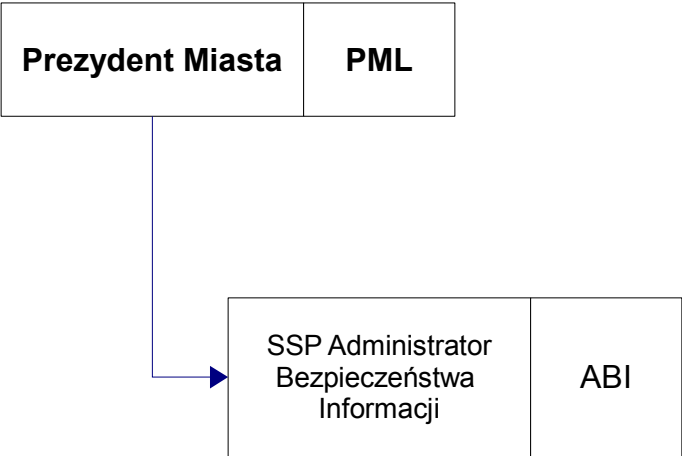 Prezydent Miasta PML
SSP Administrator
Bezpieczeństwa
Informacji
ABI